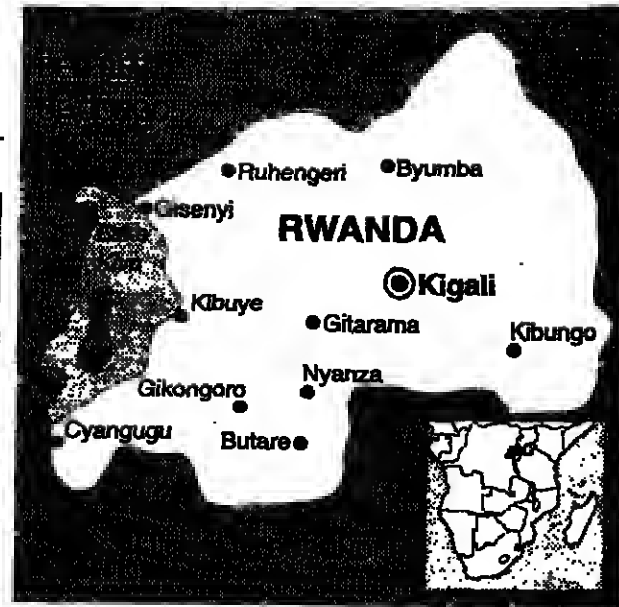 Ruhengeri
Byumba
Gisenyi
RWANDA
Kigali
Kibuye
Gitarama
Kibungo
Nyanza
Gikongoro
Cyangugu
Butare